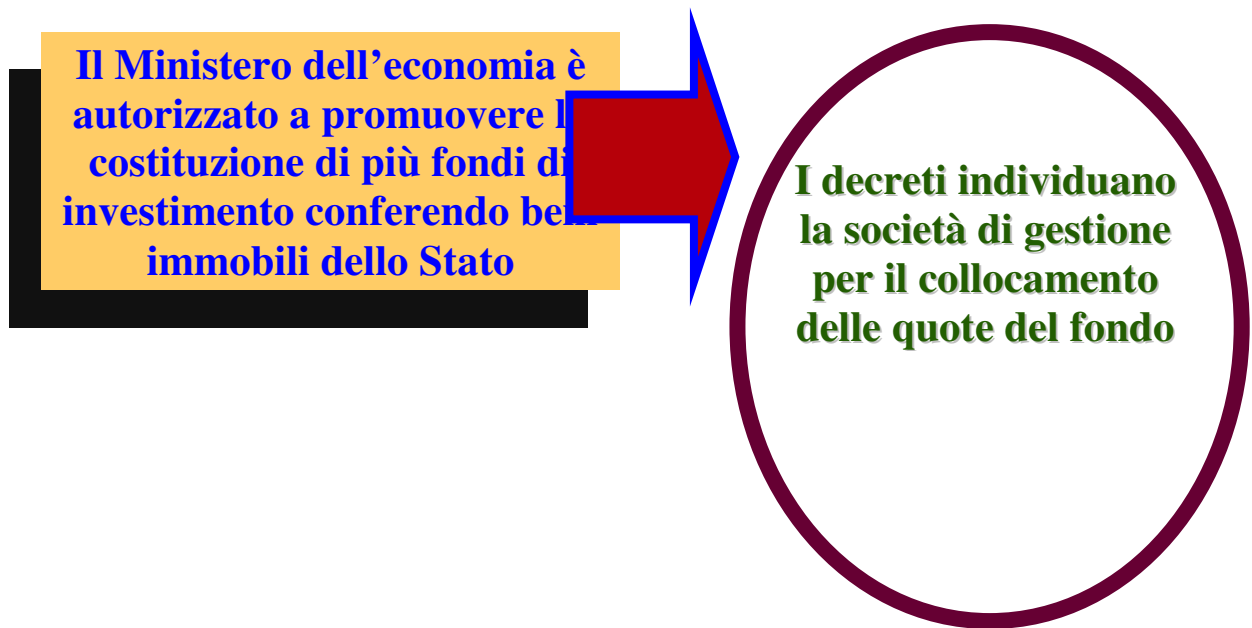 Il Ministero dell’economia è
autorizzato a promuovere
costituzione di più fondi di
investimento conferendo beni
immobili dello Stato
I decreti individuano
la società di gestione
per il collocamento
delle quote del fondo